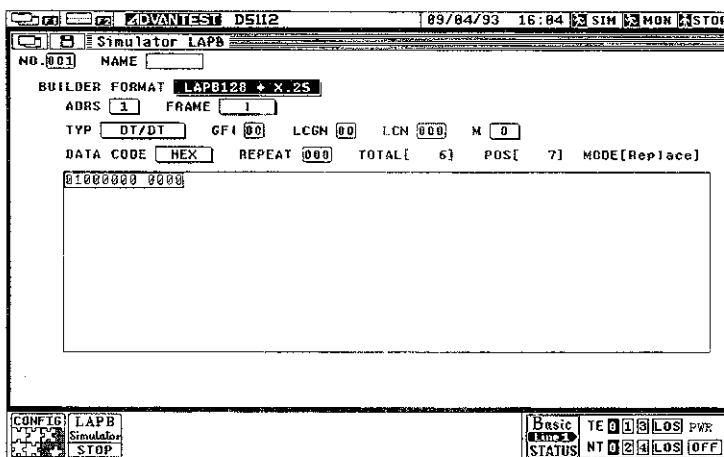 F1 F2 ADVANTEST D5112 09/04/93 16:04 SIM MON STOP
Simulator LAPB
NO.001 NAME
BUILDER FORMAT LAPB128 + X.25
ADRS 1 FRAME I
TYP DT/DT GFI 00 LCGN 00 LCN 000 M 0
DATA CODE HEX REPEAT 000 TOTAL[ 6] POS[ 7] MODE[Replace]
01000000 0000
CONFIG LAPB Simulator STOP
Basic Line1 STATUS
TE 0 1 3 LOS PWR
NT 0 2 4 LOS OFF